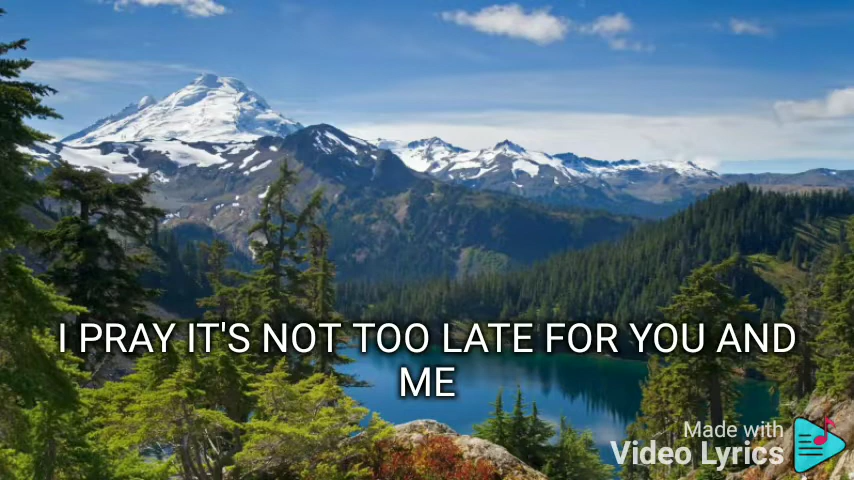 I PRAY IT'S NOT TOO LATE FOR YOU AND
ME
Made with
Video Lyrics